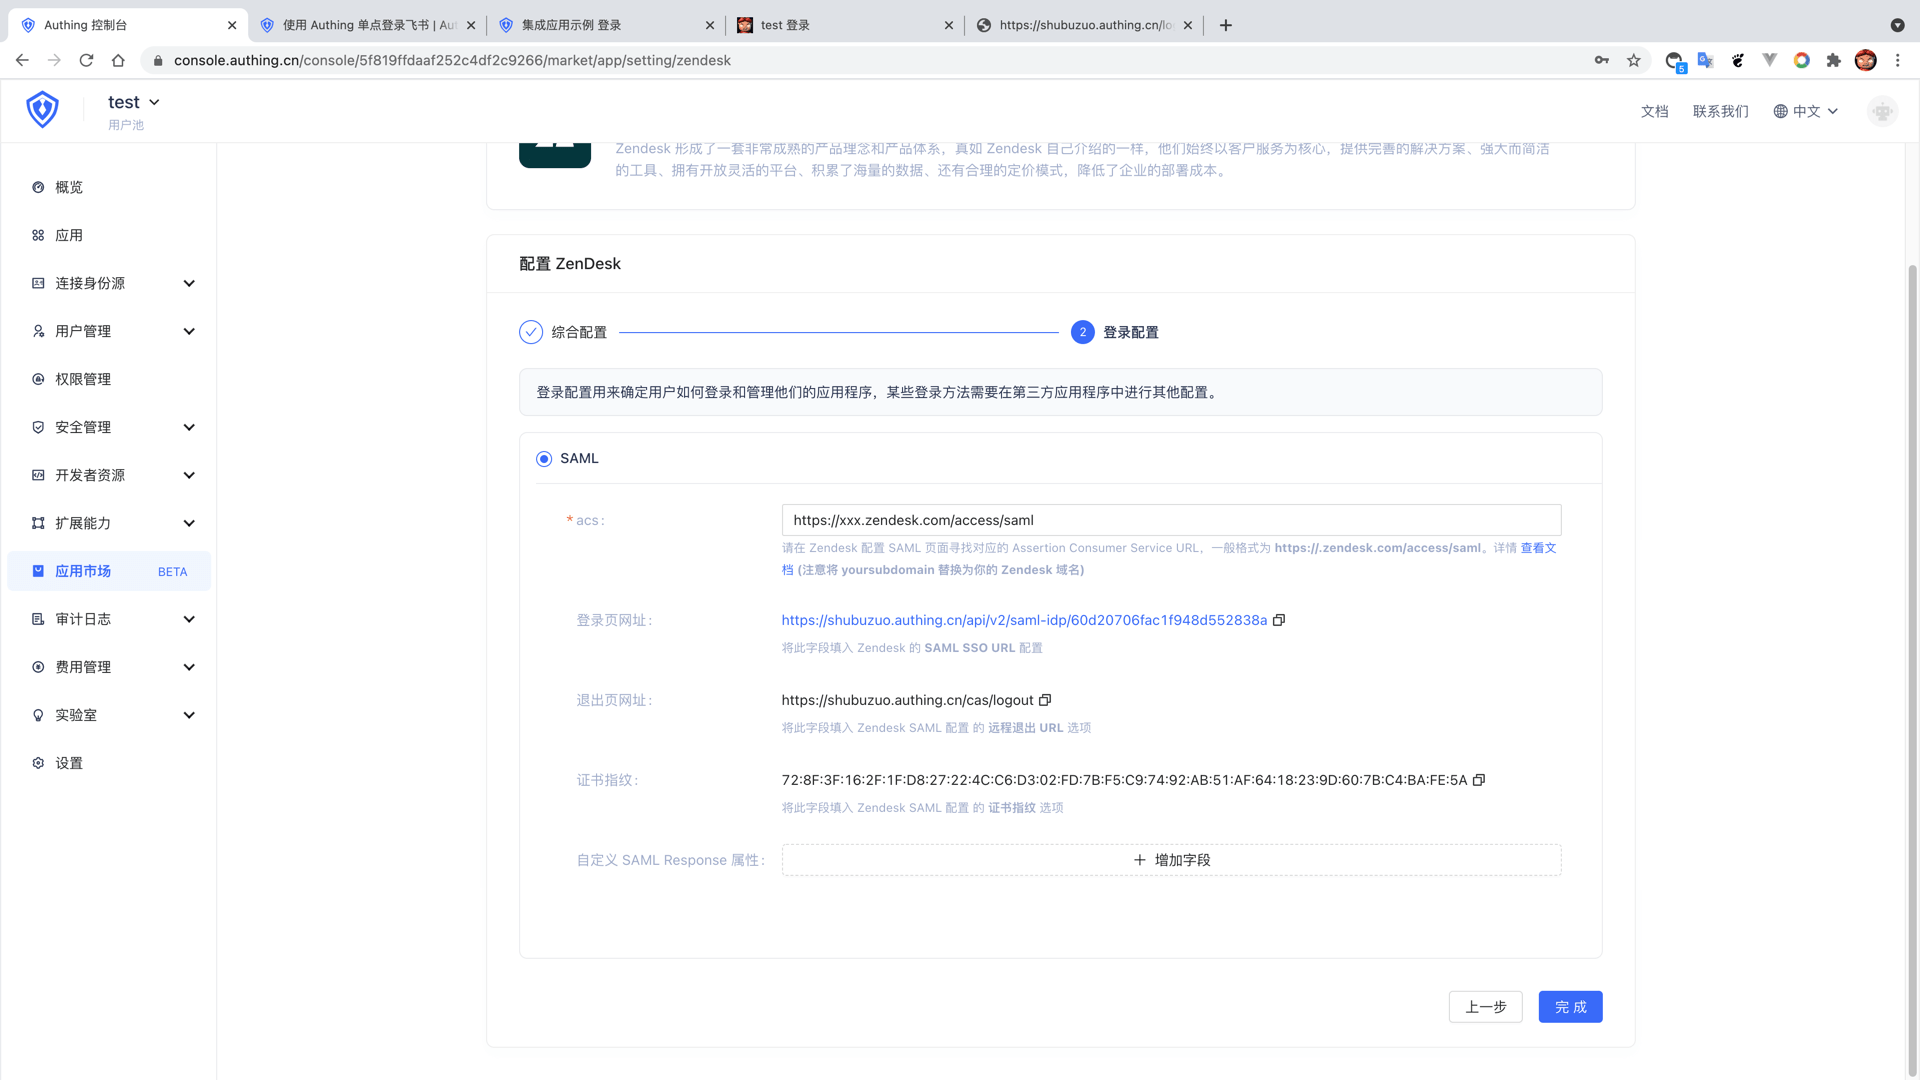 Authing 控制台
使用 Authing 单点登录飞书 | Aut
集成应用示例 登录
test 登录
https://shubuzuo.authing.cn/lo
console.authing.cn/console/5f819ffdaaf252c4df2c9266/market/app/setting/zendesk
5
test
用户池
文档
联系我们
中文
概览
应用
连接身份源
用户管理
权限管理
安全管理
开发者资源
扩展能力
应用市场 BETA
审计日志
费用管理
实验室
设置
Zendesk 形成了一套非常成熟的产品理念和产品体系，真如 Zendesk 自己介绍的一样，他们始终以客户服务为核心，提供完善的解决方案、强大而简洁
的工具、拥有开放灵活的平台、积累了海量的数据、还有合理的定价模式，降低了企业的部署成本。
配置 ZenDesk
综合配置
2 登录配置
登录配置用来确定用户如何登录和管理他们的应用程序，某些登录方法需要在第三方应用程序中进行其他配置。
SAML
* acs :
https://xxx.zendesk.com/access/saml
请在 Zendesk 配置 SAML 页面寻找对应的 Assertion Consumer Service URL，一般格式为 https://.zendesk.com/access/saml。详情 查看文
档 (注意将 yoursubdomain 替换为你的 Zendesk 域名)
登录页网址 :
https://shubuzuo.authing.cn/api/v2/saml-idp/60d20706fac1f948d552838a
将此字段填入 Zendesk 的 SAML SSO URL 配置
退出页网址 :
https://shubuzuo.authing.cn/cas/logout
将此字段填入 Zendesk SAML 配置 的 远程退出 URL 选项
证书指纹 :
72:8F:3F:16:2F:1F:D8:27:22:4C:C6:D3:02:FD:7B:F5:C9:74:92:AB:51:AF:64:18:23:9D:60:7B:C4:BA:FE:5A
将此字段填入 Zendesk SAML 配置 的 证书指纹 选项
自定义 SAML Response 属性 :
+ 增加字段
上一步
完 成